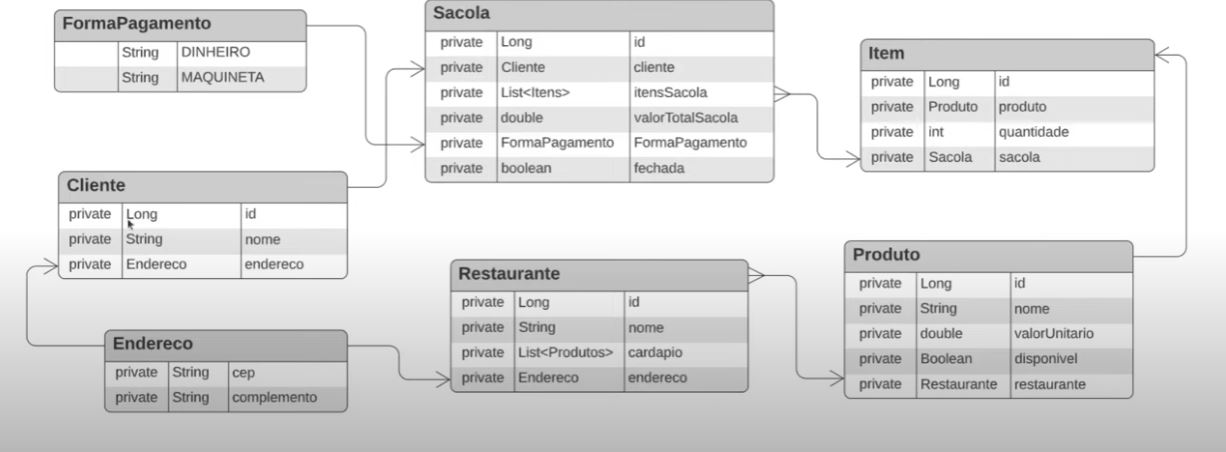 FormaPagamento
String DINHEIRO
String MAQUINETA
Sacola
private Long id
private Cliente cliente
private List<Itens> itensSacola
private double valorTotalSacola
private FormaPagamento FormaPagamento
private boolean fechada
Item
private Long id
private Produto produto
private int quantidade
private Sacola sacola
Cliente
private Long id
private String nome
private Endereco endereco
Restaurante
private Long id
private String nome
private List<Produtos> cardapio
private Endereco endereco
Produto
private Long id
private String nome
private double valorUnitario
private Boolean disponivel
private Restaurante restaurante
Endereco
private String cep
private String complemento